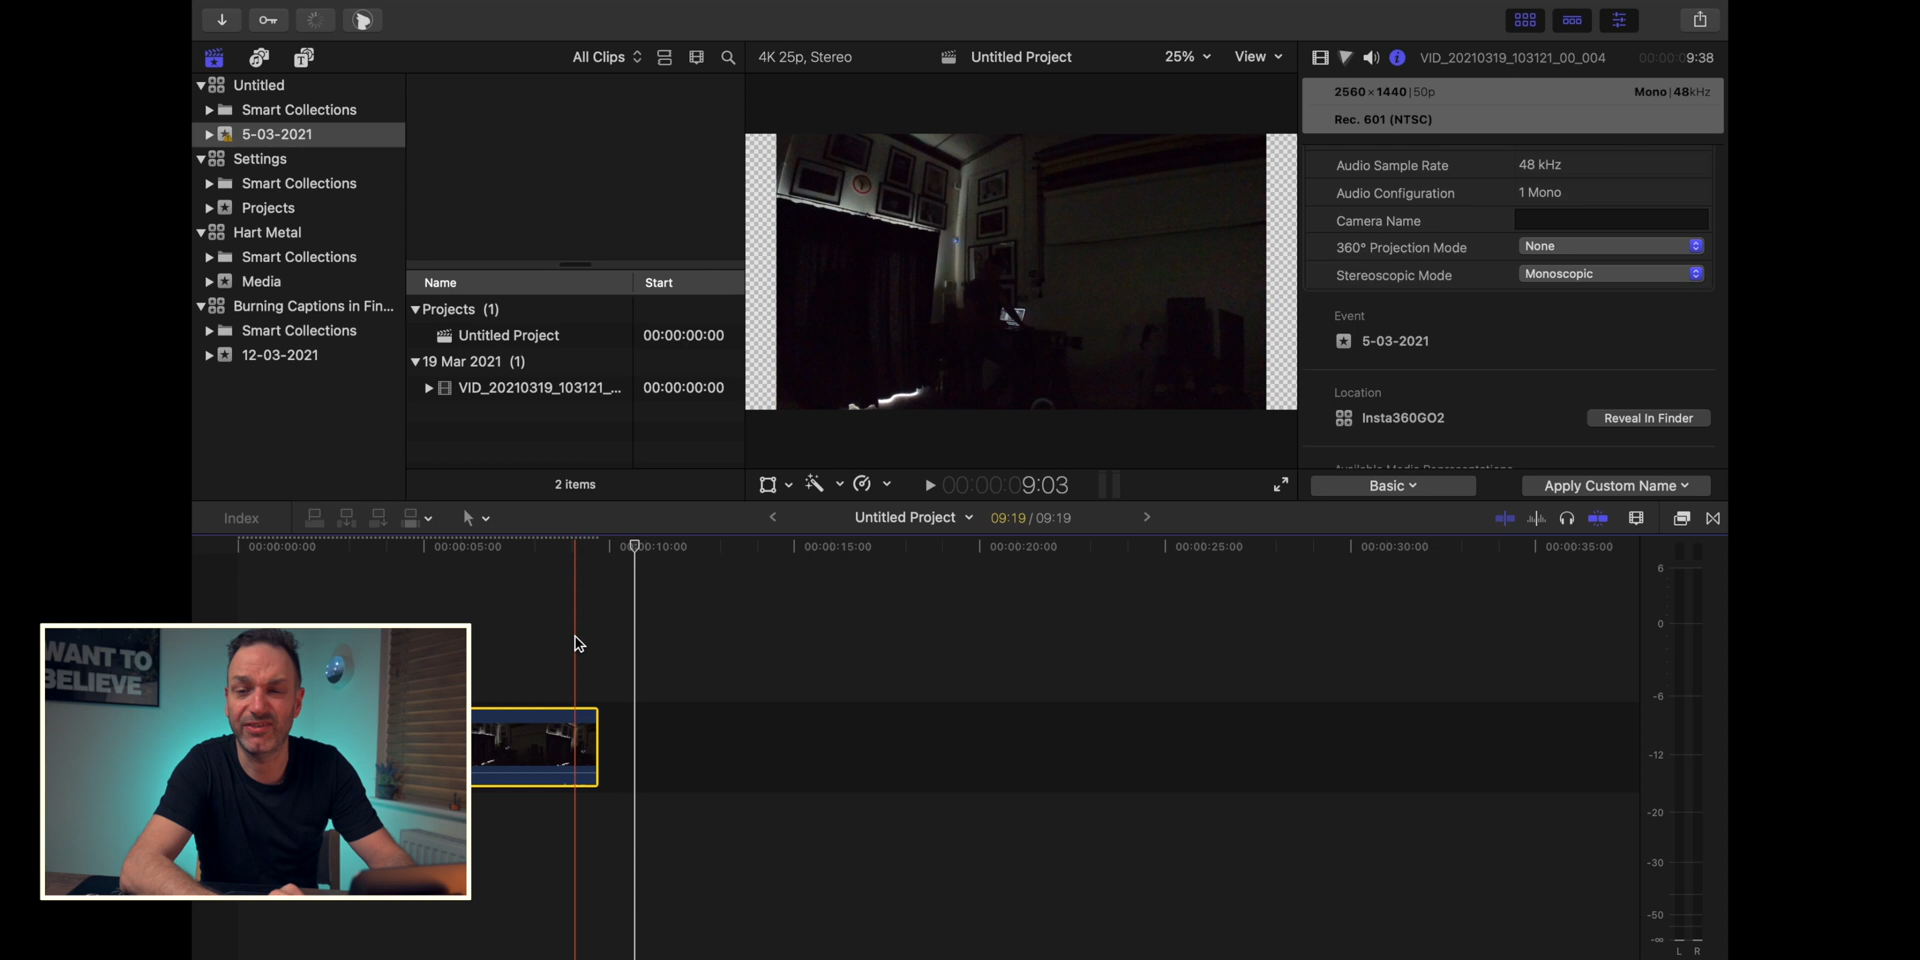 All Clips
4K 25p, Stereo
Untitled Project
25%
View
VID_20210319_103121_00_004
00:00:09:38
Untitled
Smart Collections
5-03-2021
Settings
Smart Collections
Projects
Hart Metal
Smart Collections
Media
Burning Captions in Fin...
Smart Collections
12-03-2021
Name
Start
Projects (1)
Untitled Project
00:00:00:00
19 Mar 2021 (1)
VID_20210319_103121_...
00:00:00:00
2 items
00:00:09:03
2560×1440|50p
Mono|48kHz
Rec. 601 (NTSC)
Audio Sample Rate
48 kHz
Audio Configuration
1 Mono
Camera Name
360° Projection Mode
None
Stereoscopic Mode
Monoscopic
Event
5-03-2021
Location
Insta360GO2
Reveal In Finder
Available Media Representations
Basic
Apply Custom Name
Index
Untitled Project
09:19 / 09:19
00:00:00:00
00:00:05:00
00:00:10:00
00:00:15:00
00:00:20:00
00:00:25:00
00:00:30:00
00:00:35:00
6
0
-6
-12
-20
-30
-50
-∞
L R
WANT TO
BELIEVE